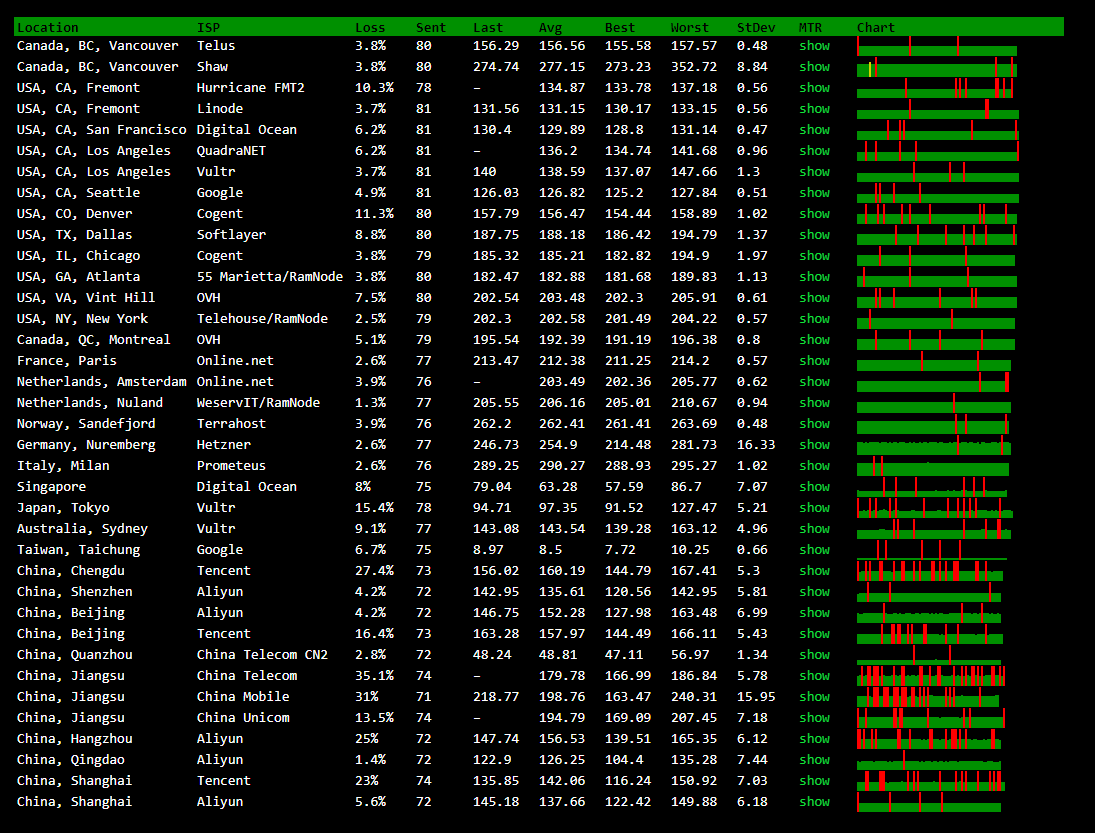 Location ISP Loss Sent Last Avg Best Worst StDev MTR Chart
Canada, BC, Vancouver Telus 3.8% 80 156.29 156.56 155.58 157.57 0.48 show
Canada, BC, Vancouver Shaw 3.8% 80 274.74 277.15 273.23 352.72 8.84 show
USA, CA, Fremont Hurricane FMT2 10.3% 78 – 134.87 133.78 137.18 0.56 show
USA, CA, Fremont Linode 3.7% 81 131.56 131.15 130.17 133.15 0.56 show
USA, CA, San Francisco Digital Ocean 6.2% 81 130.4 129.89 128.8 131.14 0.47 show
USA, CA, Los Angeles QuadraNET 6.2% 81 – 136.2 134.74 141.68 0.96 show
USA, CA, Los Angeles Vultr 3.7% 81 140 138.59 137.07 147.66 1.3 show
USA, CA, Seattle Google 4.9% 81 126.03 126.82 125.2 127.84 0.51 show
USA, CO, Denver Cogent 11.3% 80 157.79 156.47 154.44 158.89 1.02 show
USA, TX, Dallas Softlayer 8.8% 80 187.75 188.18 186.42 194.79 1.37 show
USA, IL, Chicago Cogent 3.8% 79 185.32 185.21 182.82 194.9 1.97 show
USA, GA, Atlanta 55 Marietta/RamNode 3.8% 80 182.47 182.88 181.68 189.83 1.13 show
USA, VA, Vint Hill OVH 7.5% 80 202.54 203.48 202.3 205.91 0.61 show
USA, NY, New York Telehouse/RamNode 2.5% 79 202.3 202.58 201.49 204.22 0.57 show
Canada, QC, Montreal OVH 5.1% 79 195.54 192.39 191.19 196.38 0.8 show
France, Paris Online.net 2.6% 77 213.47 212.38 211.25 214.2 0.57 show
Netherlands, Amsterdam Online.net 3.9% 76 – 203.49 202.36 205.77 0.62 show
Netherlands, Nuland WeservIT/RamNode 1.3% 77 205.55 206.16 205.01 210.67 0.94 show
Norway, Sandefjord Terrahost 3.9% 76 262.2 262.41 261.41 263.69 0.48 show
Germany, Nuremberg Hetzner 2.6% 77 246.73 254.9 214.48 281.73 16.33 show
Italy, Milan Prometeus 2.6% 76 289.25 290.27 288.93 295.27 1.02 show
Singapore Digital Ocean 8% 75 79.04 63.28 57.59 86.7 7.07 show
Japan, Tokyo Vultr 15.4% 78 94.71 97.35 91.52 127.47 5.21 show
Australia, Sydney Vultr 9.1% 77 143.08 143.54 139.28 163.12 4.96 show
Taiwan, Taichung Google 6.7% 75 8.97 8.5 7.72 10.25 0.66 show
China, Chengdu Tencent 27.4% 73 156.02 160.19 144.79 167.41 5.3 show
China, Shenzhen Aliyun 4.2% 72 142.95 135.61 120.56 142.95 5.81 show
China, Beijing Aliyun 4.2% 72 146.75 152.28 127.98 163.48 6.99 show
China, Beijing Tencent 16.4% 73 163.28 157.97 144.49 166.11 5.43 show
China, Quanzhou China Telecom CN2 2.8% 72 48.24 48.81 47.11 56.97 1.34 show
China, Jiangsu China Telecom 35.1% 74 – 179.78 166.99 186.84 5.78 show
China, Jiangsu China Mobile 31% 71 218.77 198.76 163.47 240.31 15.95 show
China, Jiangsu China Unicom 13.5% 74 – 194.79 169.09 207.45 7.18 show
China, Hangzhou Aliyun 25% 72 147.74 156.53 139.51 165.35 6.12 show
China, Qingdao Aliyun 1.4% 72 122.9 126.25 104.4 135.28 7.44 show
China, Shanghai Tencent 23% 74 135.85 142.06 116.24 150.92 7.03 show
China, Shanghai Aliyun 5.6% 72 145.18 137.66 122.42 149.88 6.18 show